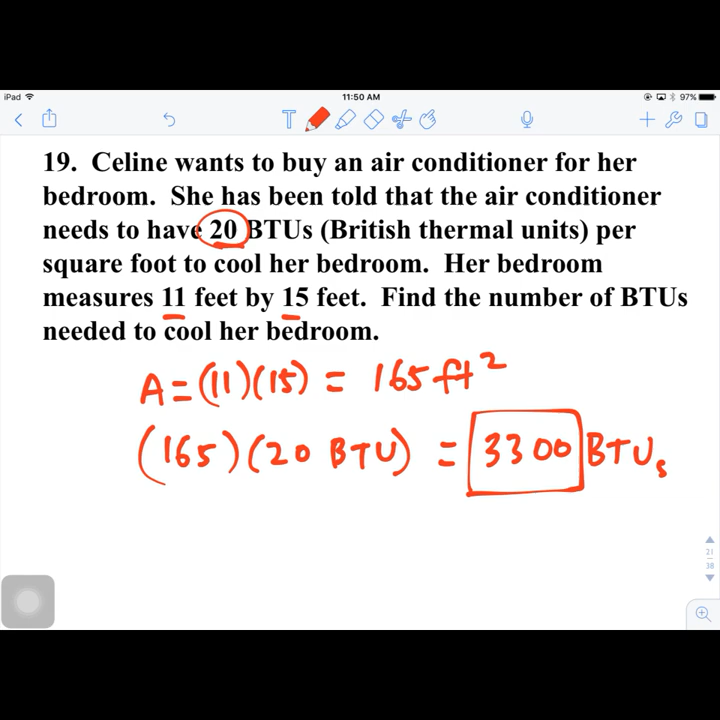 iPad 11:50 AM 97%
T
19. Celine wants to buy an air conditioner for her
bedroom. She has been told that the air conditioner
needs to have 20 BTUs (British thermal units) per
square foot to cool her bedroom. Her bedroom
measures 11 feet by 15 feet. Find the number of BTUs
needed to cool her bedroom.
A = (11)(15) = 165 ft²
(165)(20 BTU) = 3300 BTUs
21
38